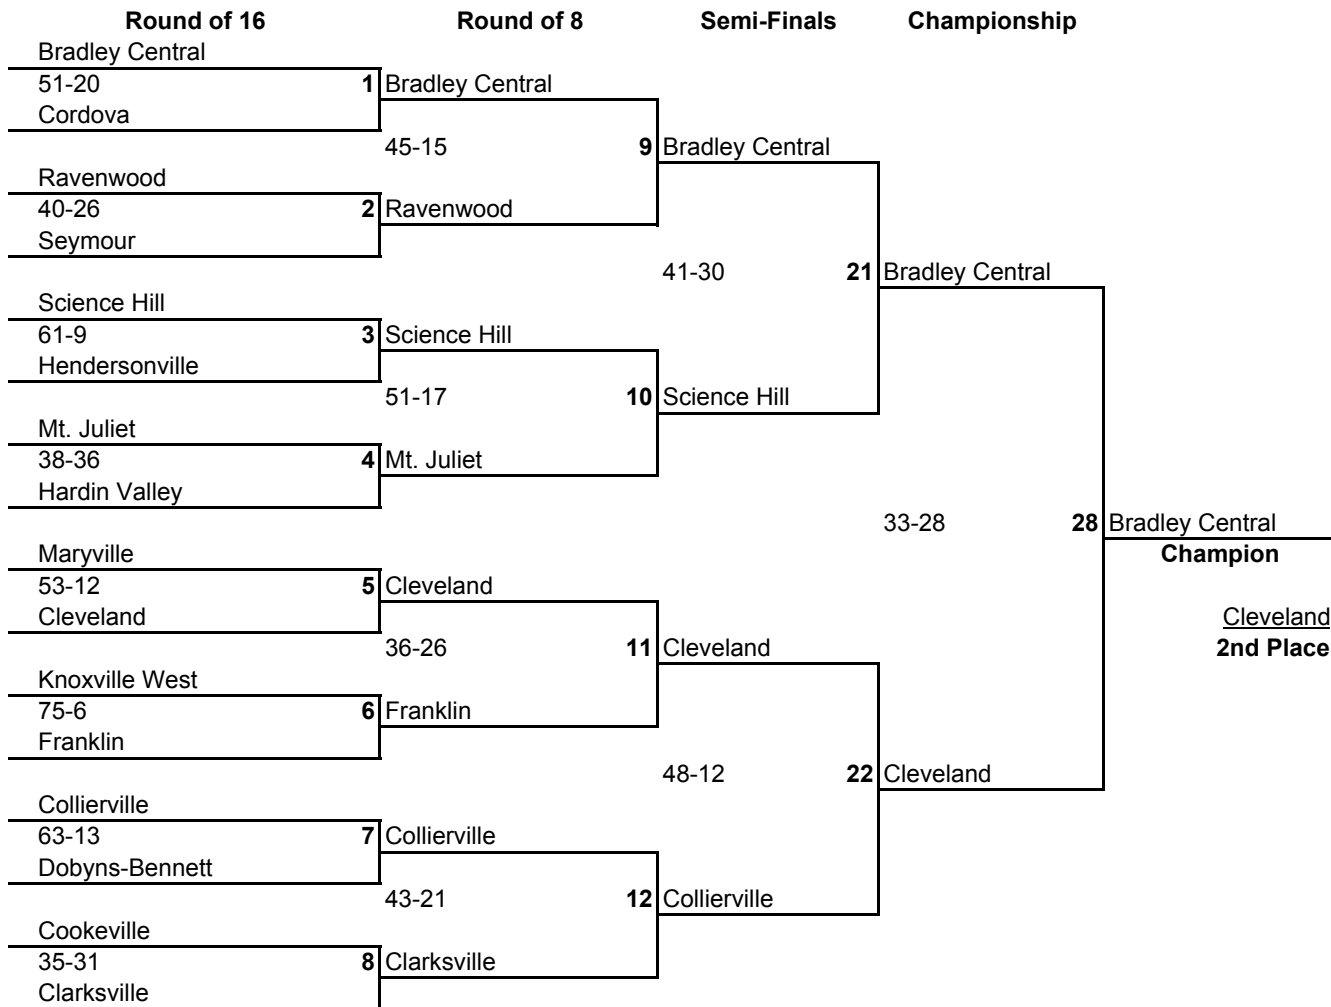 Round of 16 Round of 8 Semi-Finals Championship
Bradley Central
51-20 1 Bradley Central
Cordova
45-15 9 Bradley Central
Ravenwood
40-26 2 Ravenwood
Seymour
41-30 21 Bradley Central
Science Hill
61-9 3 Science Hill
Hendersonville
51-17 10 Science Hill
Mt. Juliet
38-36 4 Mt. Juliet
Hardin Valley
33-28 28 Bradley Central
Maryville Champion
53-12 5 Cleveland
Cleveland Cleveland
36-26 11 Cleveland 2nd Place
Knoxville West
75-6 6 Franklin
Franklin
48-12 22 Cleveland
Collierville
63-13 7 Collierville
Dobyns-Bennett
43-21 12 Collierville
Cookeville
35-31 8 Clarksville
Clarksville